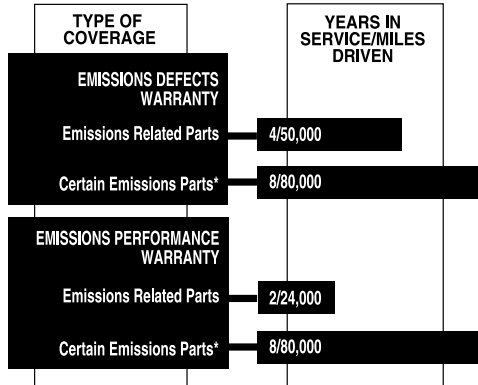 TYPE OF
COVERAGE
YEARS IN
SERVICE/MILES
DRIVEN
EMISSIONS DEFECTS
WARRANTY
Emissions Related Parts
4/50,000
Certain Emissions Parts*
8/80,000
EMISSIONS PERFORMANCE
WARRANTY
Emissions Related Parts
2/24,000
Certain Emissions Parts*
8/80,000